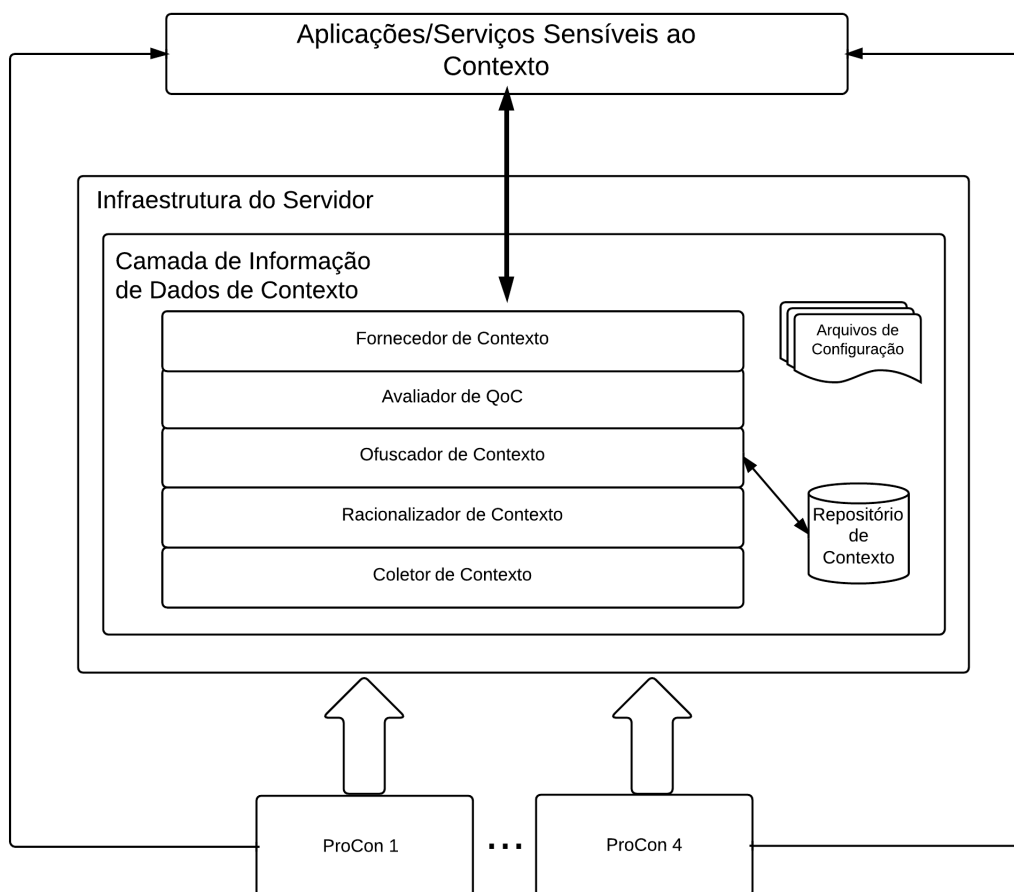 Aplicações/Serviços Sensíveis ao
Contexto
Infraestrutura do Servidor
Camada de Informação
de Dados de Contexto
Fornecedor de Contexto
Avaliador de QoC
Ofuscador de Contexto
Racionalizador de Contexto
Coletor de Contexto
Arquivos de
Configuração
Repositório
de
Contexto
ProCon 1
...
ProCon 4